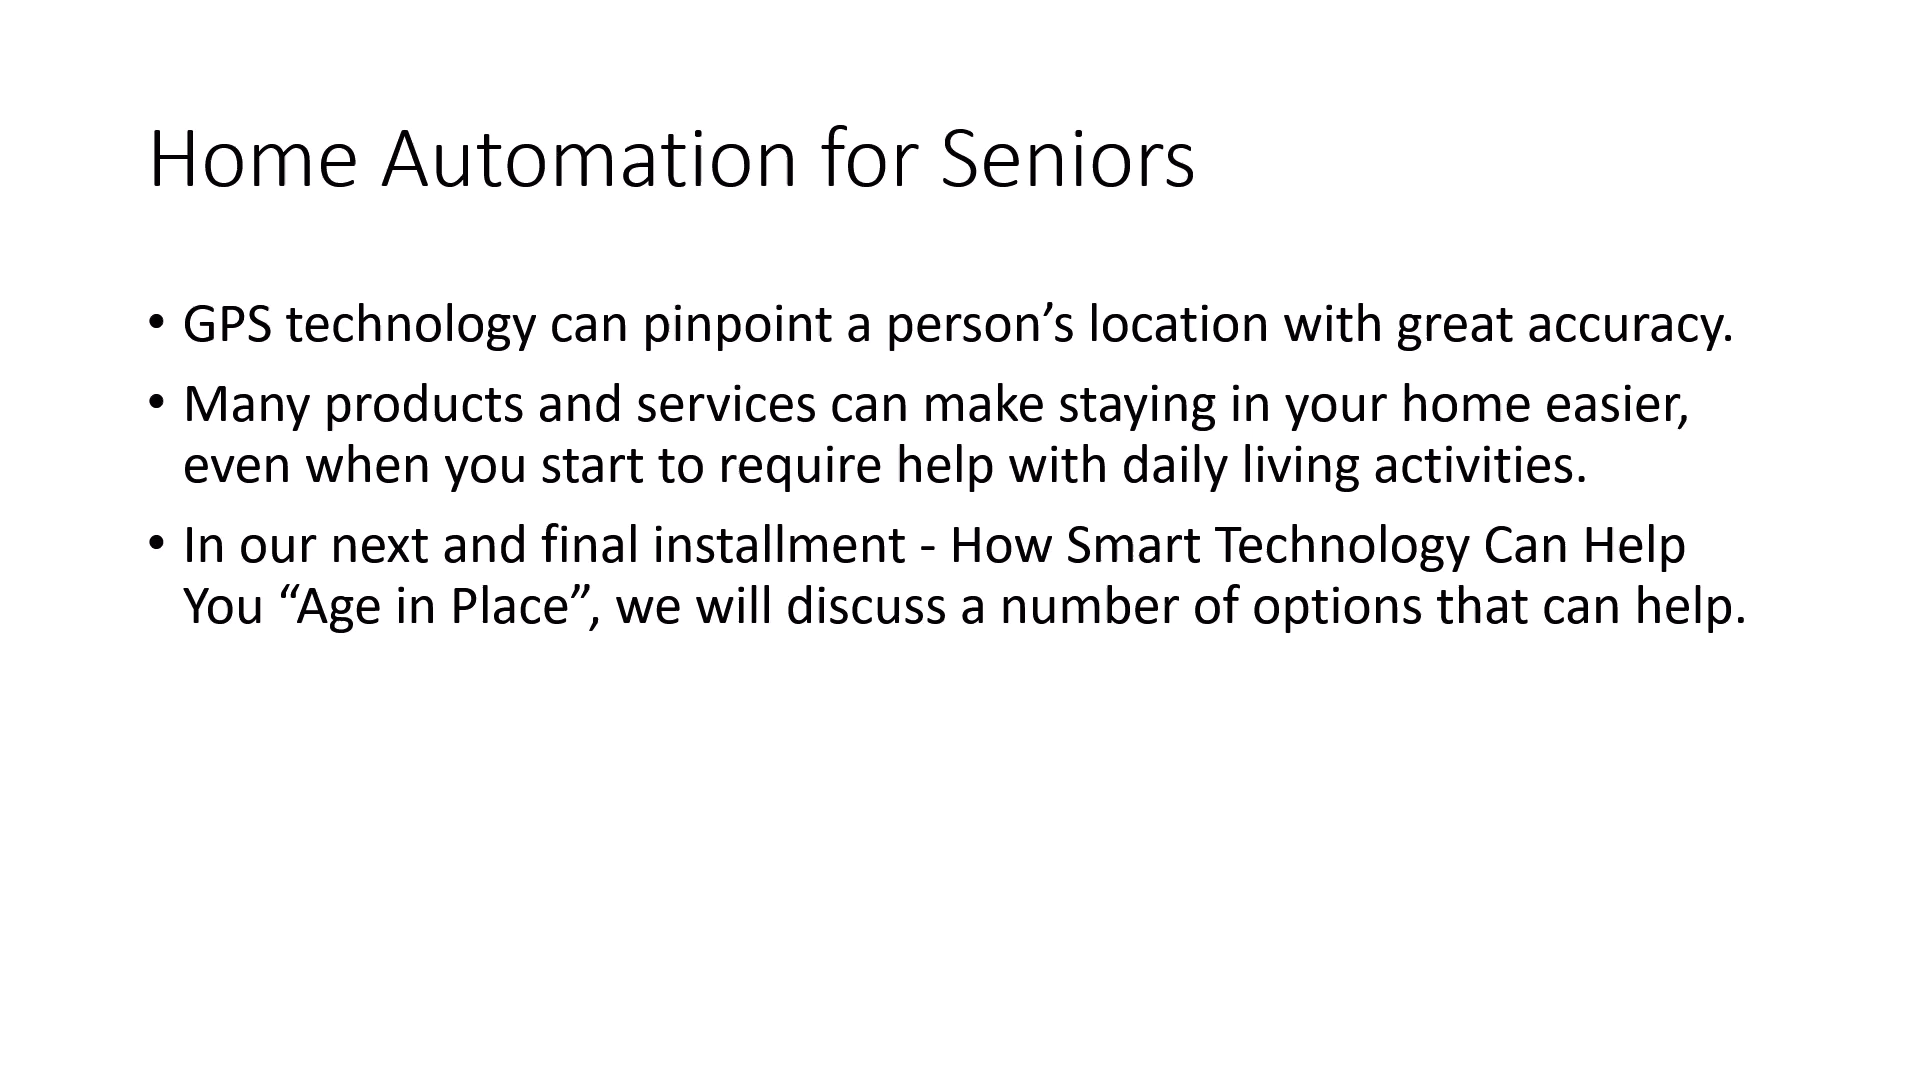 Home Automation for Seniors
• GPS technology can pinpoint a person’s location with great accuracy.
• Many products and services can make staying in your home easier,
even when you start to require help with daily living activities.
• In our next and final installment - How Smart Technology Can Help
You “Age in Place”, we will discuss a number of options that can help.